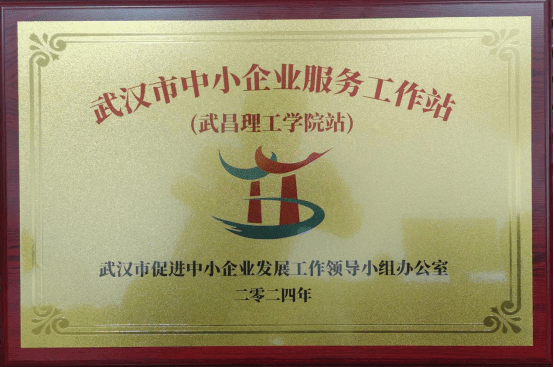 武汉市中小企业服务工作站
(武昌理工学院站)
武汉市促进中小企业发展工作领导小组办公室
二零二四年